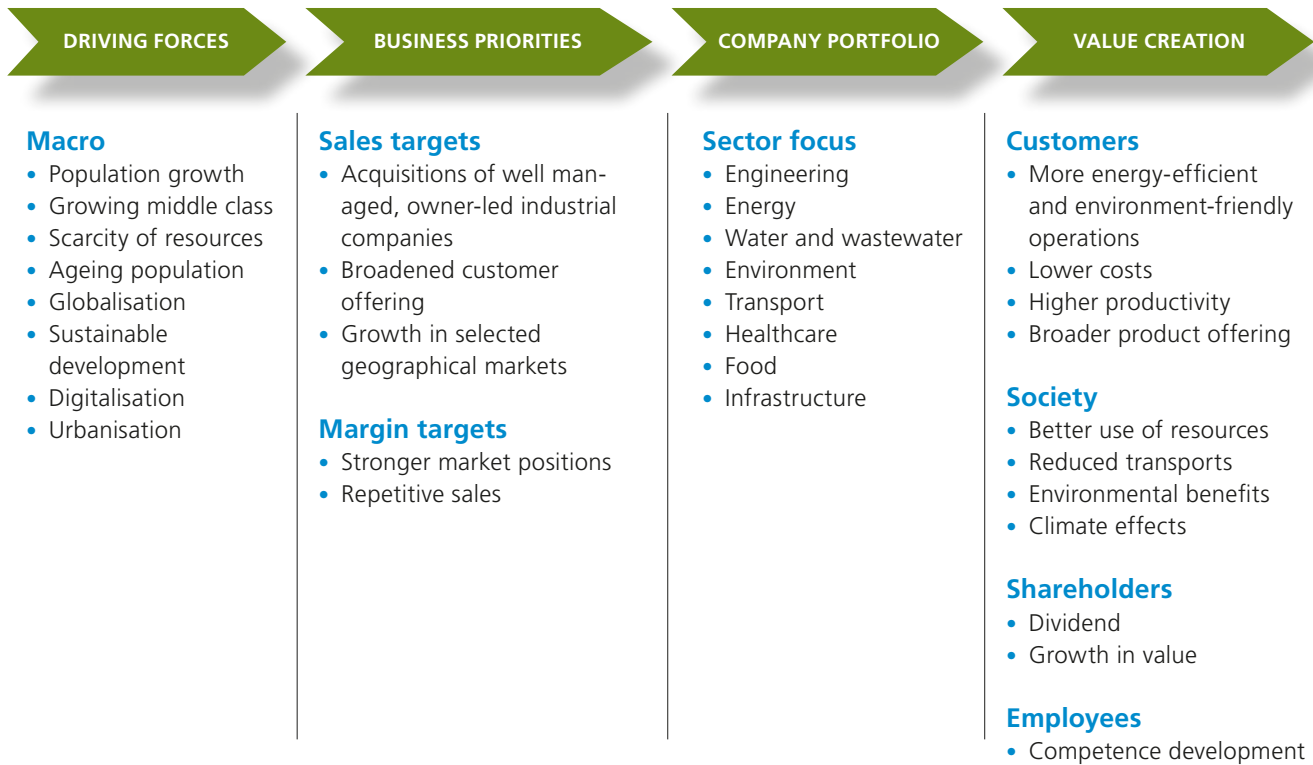 DRIVING FORCES
BUSINESS PRIORITIES
COMPANY PORTFOLIO
VALUE CREATION
Macro
• Population growth
• Growing middle class
• Scarcity of resources
• Ageing population
• Globalisation
• Sustainable
development
• Digitalisation
• Urbanisation
Sales targets
• Acquisitions of well man-
aged, owner-led industrial
companies
• Broadened customer
offering
• Growth in selected
geographical markets
Margin targets
• Stronger market positions
• Repetitive sales
Sector focus
• Engineering
• Energy
• Water and wastewater
• Environment
• Transport
• Healthcare
• Food
• Infrastructure
Customers
• More energy-efficient
and environment-friendly
operations
• Lower costs
• Higher productivity
• Broader product offering
Society
• Better use of resources
• Reduced transports
• Environmental benefits
• Climate effects
Shareholders
• Dividend
• Growth in value
Employees
• Competence development